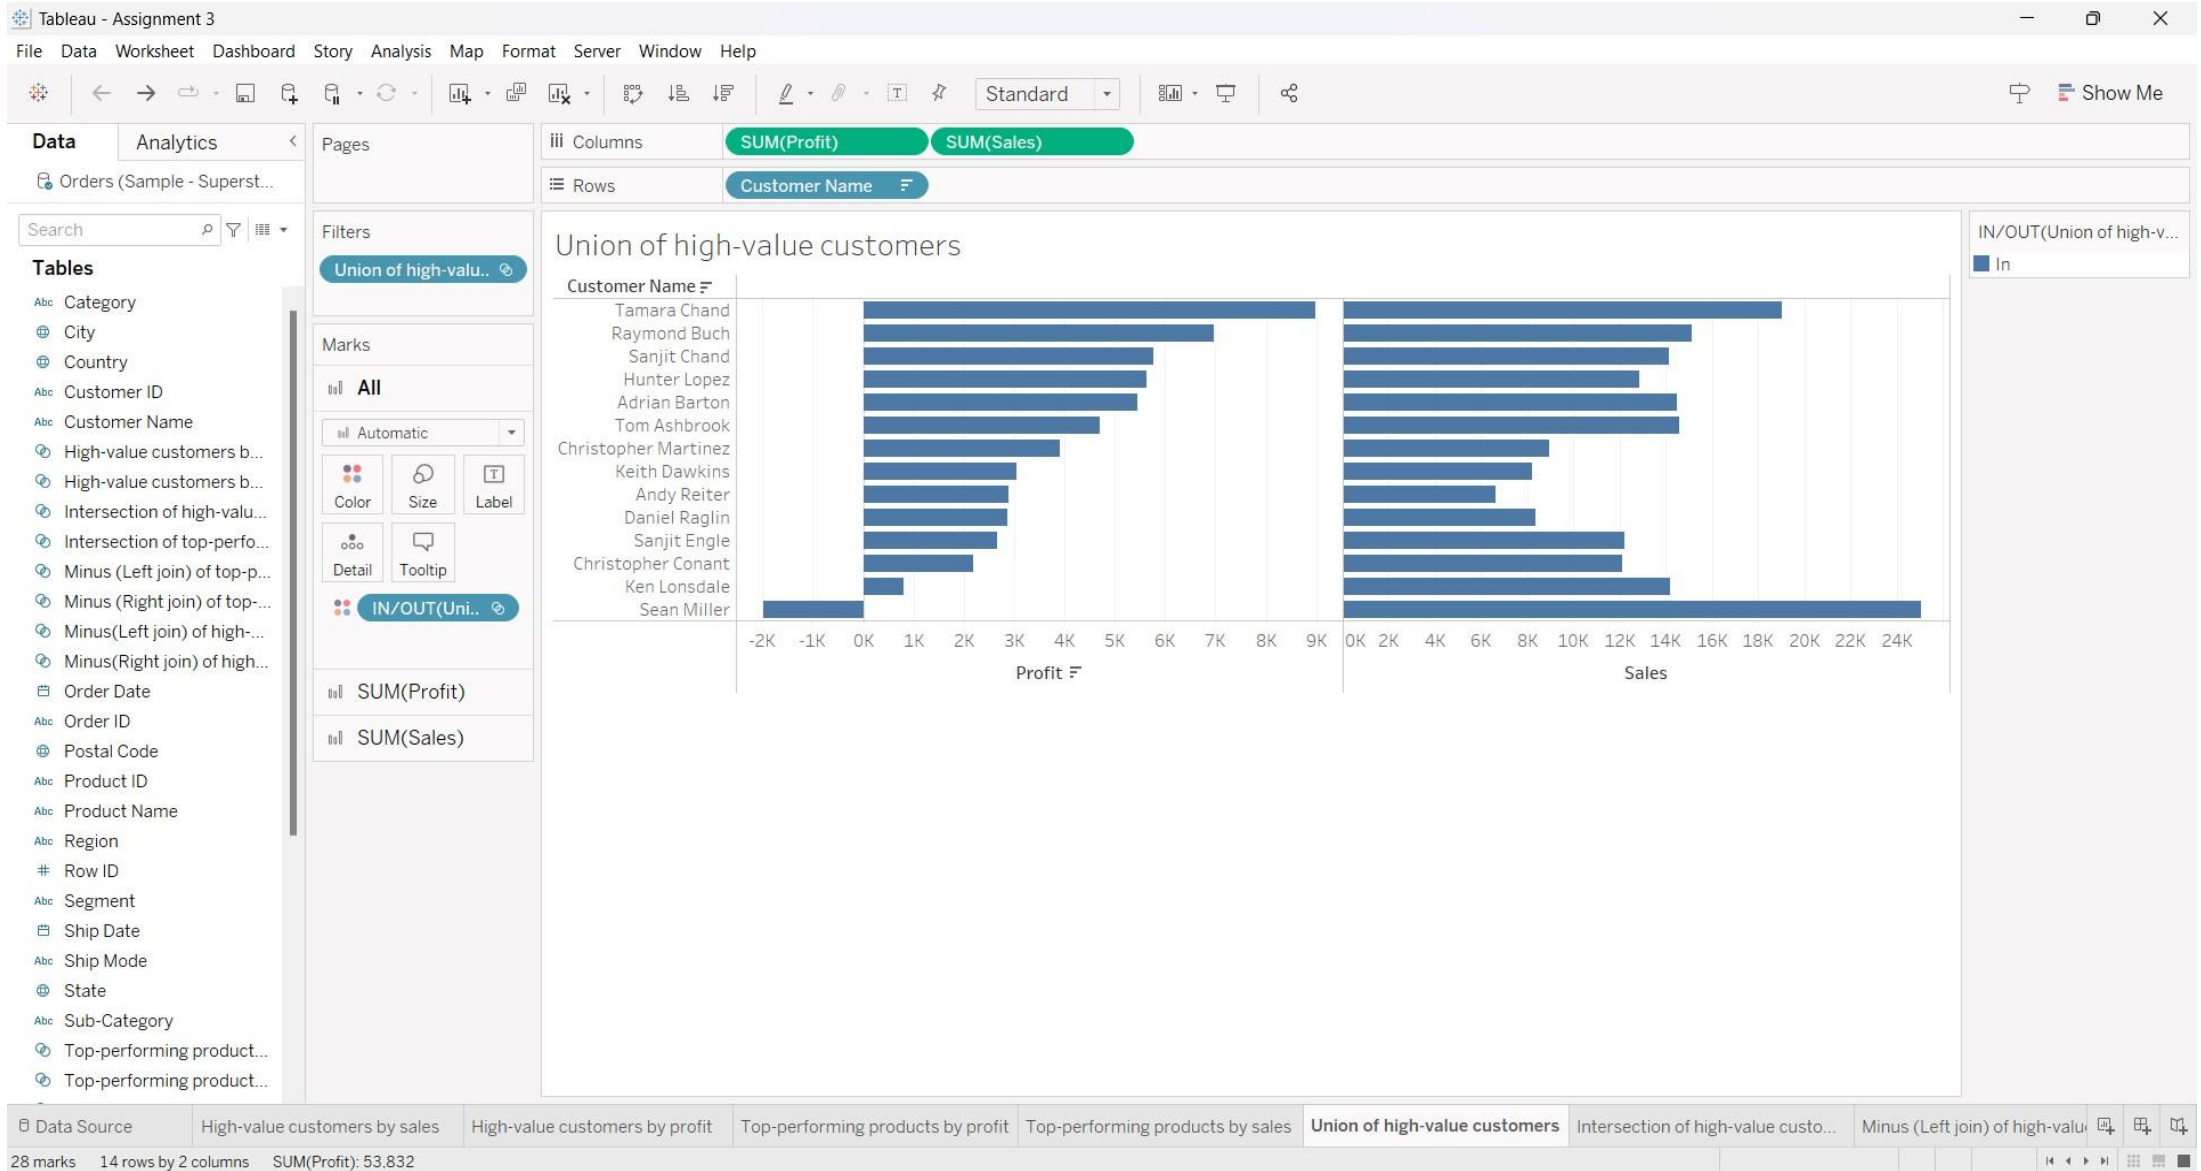 Tableau - Assignment 3
File Data Worksheet Dashboard Story Analysis Map Format Server Window Help
Standard
Show Me
Data Analytics
Orders (Sample - Superst...
Search
Tables
Abc Category
City
Country
Abc Customer ID
Abc Customer Name
High-value customers b...
High-value customers b...
Intersection of high-valu...
Intersection of top-perfo...
Minus (Left join) of top-p...
Minus (Right join) of top-...
Minus(Left join) of high-...
Minus(Right join) of high...
Order Date
Abc Order ID
Postal Code
Abc Product ID
Abc Product Name
Abc Region
# Row ID
Abc Segment
Ship Date
Abc Ship Mode
State
Abc Sub-Category
Top-performing product...
Top-performing product...
Pages
Filters
Union of high-valu..
Marks
All
Automatic
Color Size T Label
Detail Tooltip
IN/OUT(Uni..
SUM(Profit)
SUM(Sales)
iii Columns SUM(Profit) SUM(Sales)
Rows Customer Name
Union of high-value customers
Customer Name
Tamara Chand
Raymond Buch
Sanjit Chand
Hunter Lopez
Adrian Barton
Tom Ashbrook
Christopher Martinez
Keith Dawkins
Andy Reiter
Daniel Raglin
Sanjit Engle
Christopher Conant
Ken Lonsdale
Sean Miller
-2K -1K 0K 1K 2K 3K 4K 5K 6K 7K 8K 9K 0K 2K 4K 6K 8K 10K 12K 14K 16K 18K 20K 22K 24K
Profit Sales
IN/OUT(Union of high-v...
In
Data Source High-value customers by sales High-value customers by profit Top-performing products by profit Top-performing products by sales Union of high-value customers Intersection of high-value custo... Minus (Left join) of high-valu
28 marks 14 rows by 2 columns SUM(Profit): 53,832